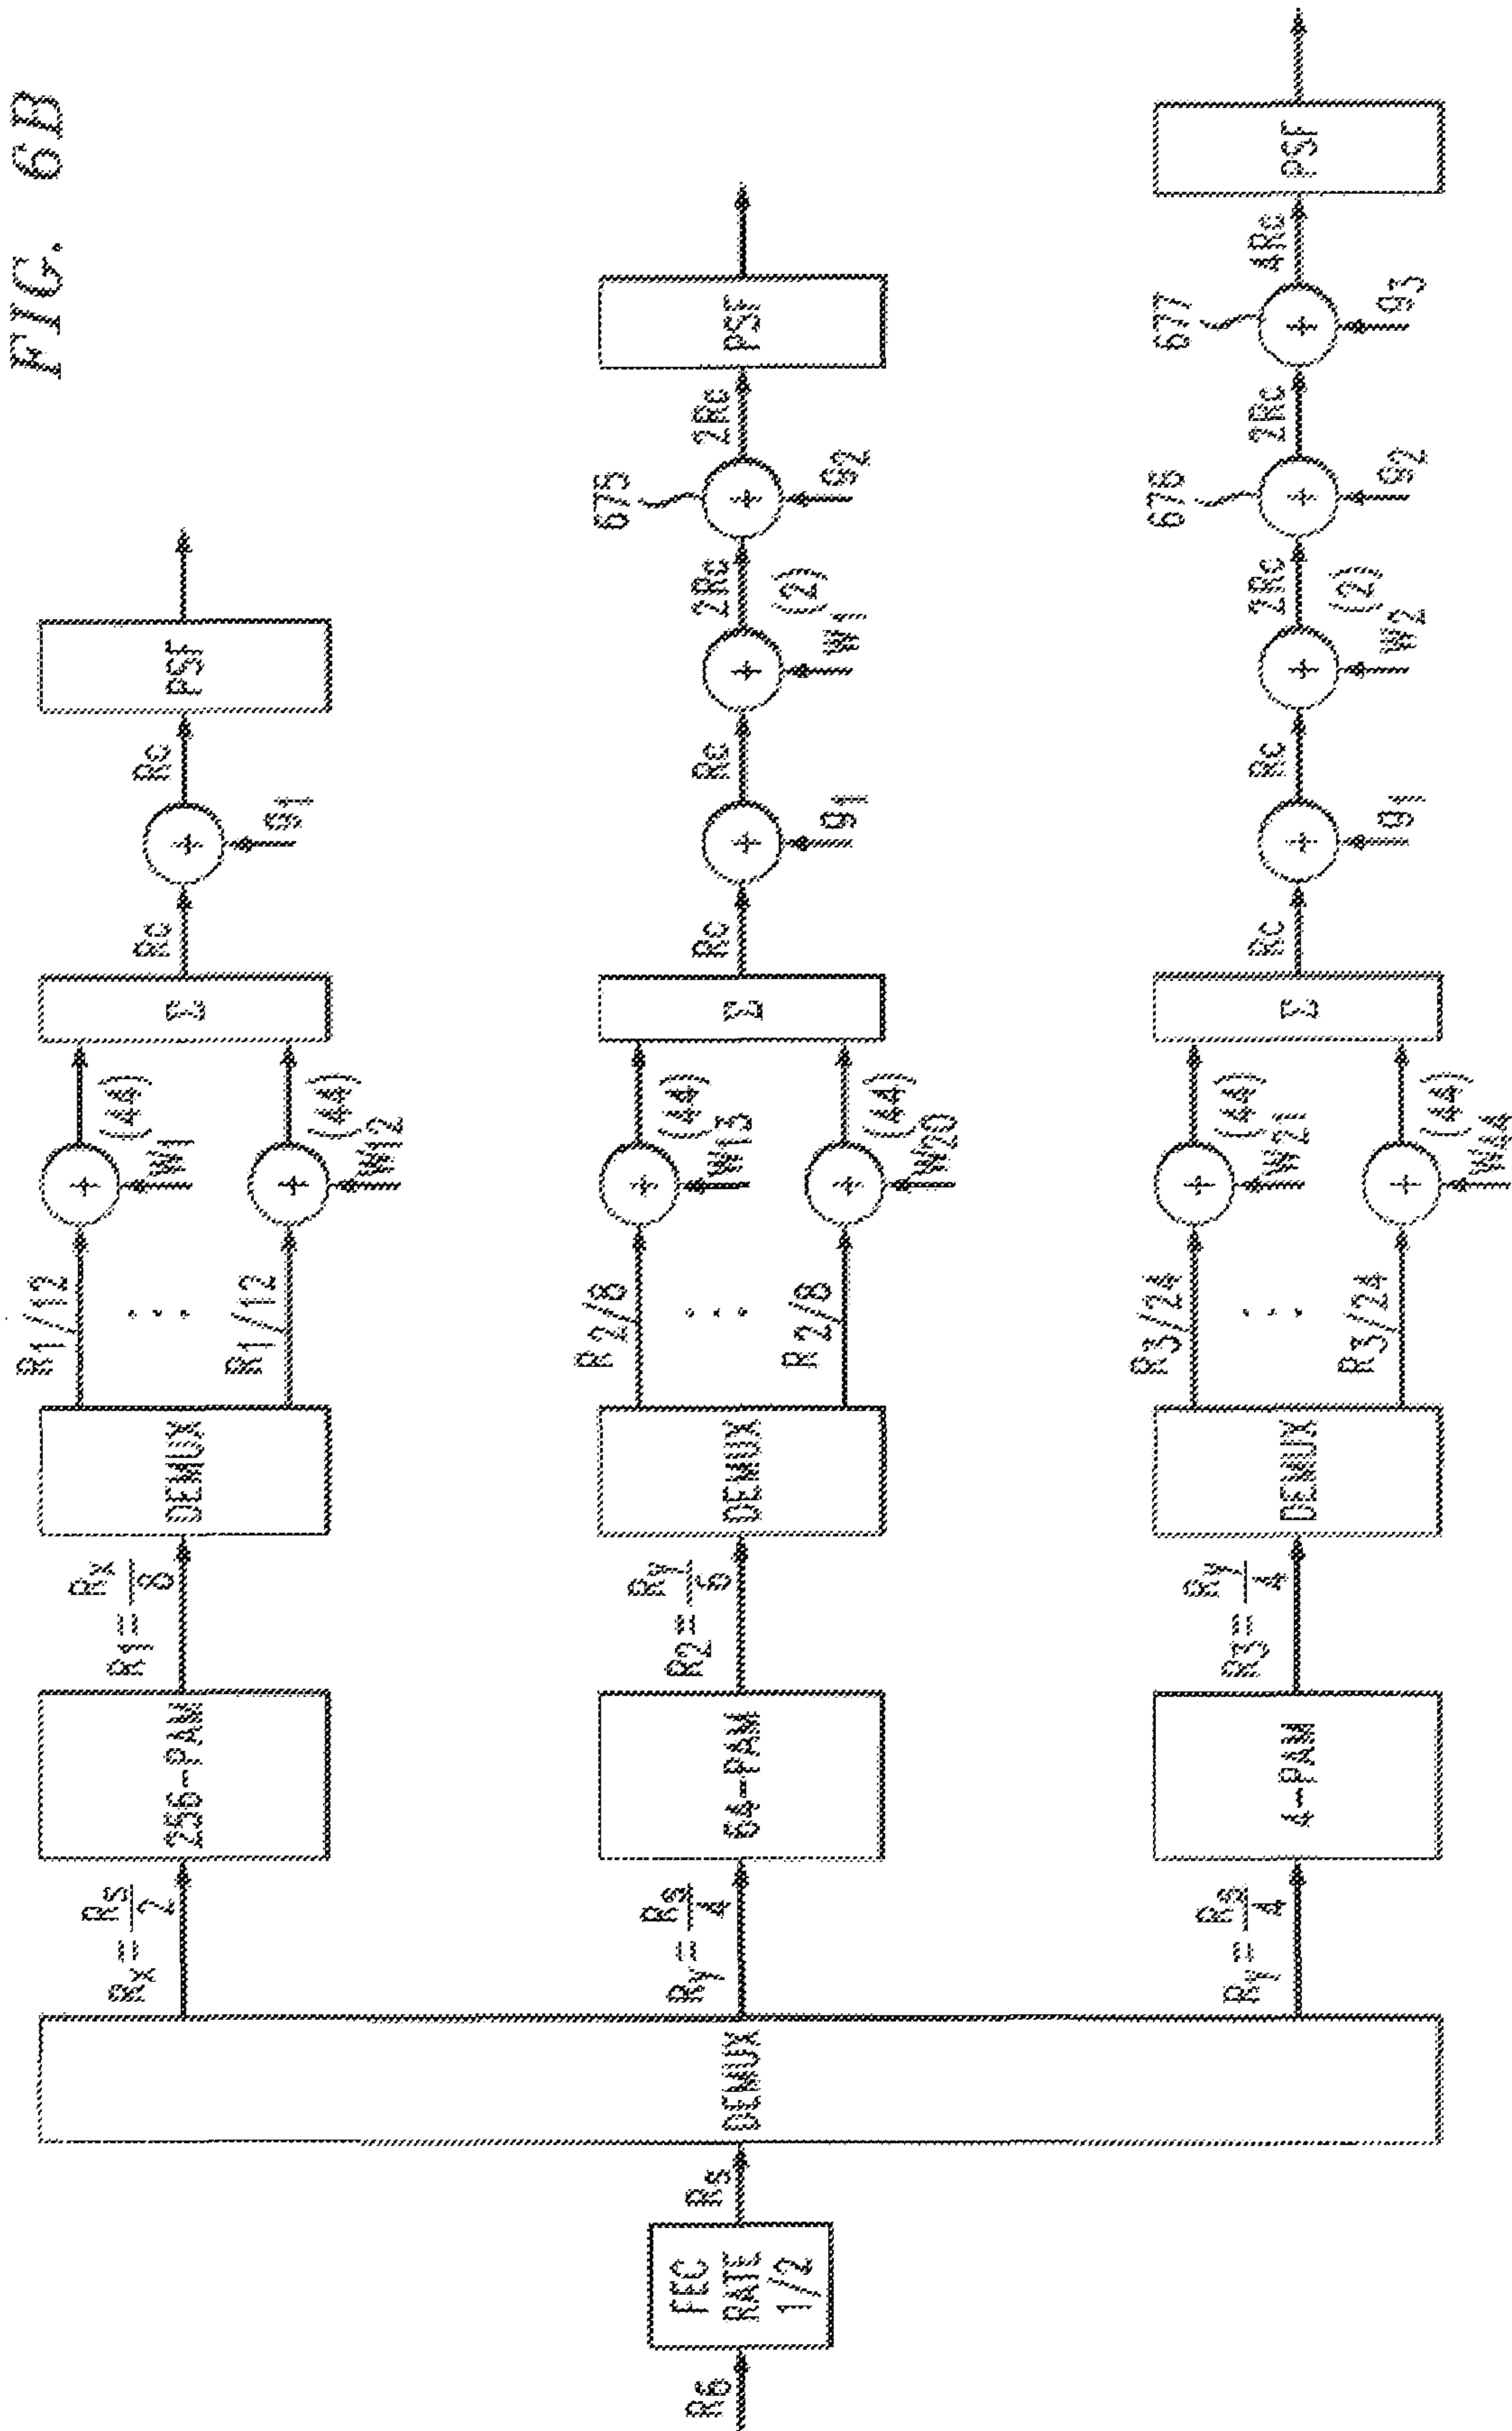 FIG. 6B
R6
FEC
RATE
1/2
Rs
DEMUX
Rx = Rs/2
256-PAM
R1 = Rx/8
DEMUX
R1/12
...
R1/12
+
W1
(44)
+
W12
(44)
Σ
Rc
+
g1
Rc
PSF
Ry = Rs/4
64-PAM
R2 = Ry/6
DEMUX
R2/8
...
R2/8
+
W13
(44)
+
W20
(44)
Σ
Rc
+
g1
Rc
+
W1
(2)
2Rc
675
+
g2
2Rc
PSF
Ry = Rs/4
4-PAM
R3 = Ry/4
DEMUX
R3/24
...
R3/24
+
W21
(44)
+
W44
(44)
Σ
Rc
+
g1
Rc
+
W2
(2)
2Rc
676
+
g2
2Rc
677
+
g3
4Rc
PSF